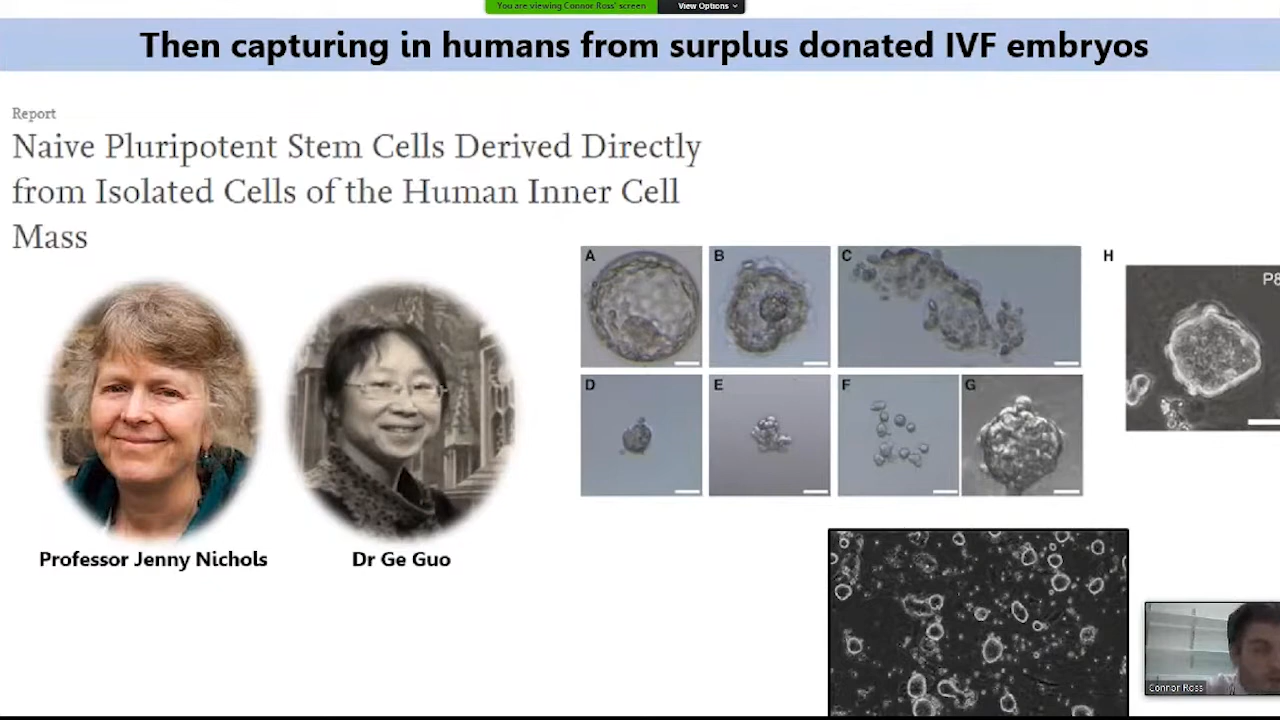 You are viewing Connor Ross' screen
View Options
Then capturing in humans from surplus donated IVF embryos
Report
Naive Pluripotent Stem Cells Derived Directly
from Isolated Cells of the Human Inner Cell
Mass
A
B
C
H
P8
D
E
F
G
Professor Jenny Nichols
Dr Ge Guo
Connor Ross